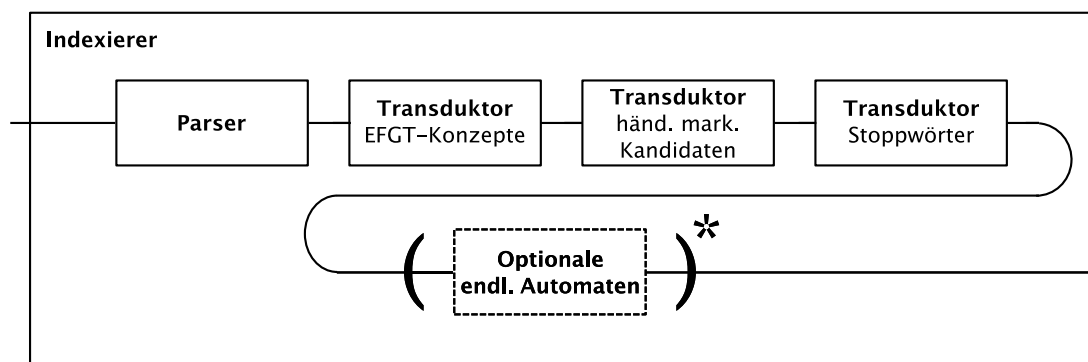 Indexierer
Parser
Transduktor
EFGT-Konzepte
Transduktor
händ. mark.
Kandidaten
Transduktor
Stoppwörter
( Optionale )*
endl. Automaten